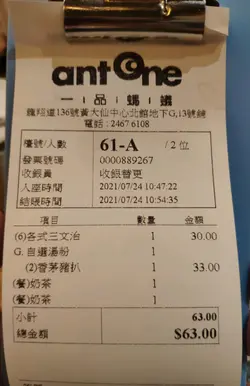 antone
一|品|螞|蟻
龍翔道136號黃大仙中心北館地下G,13號舖
電話 : 2467 6108
檯號/人數 61-A / 2 位
發票號碼 0000889267
收銀員 收銀替更
入座時間 2021/07/24 10:47:22
結賬時間 2021/07/24 10:54:35
項目 數量 金額
(6)各式三文治 1 30.00
G. 自選湯粉 1
(2)香茅豬扒 1 33.00
(餐)奶茶 1
(餐)奶茶 1
小計 63.00
總金額 $63.00